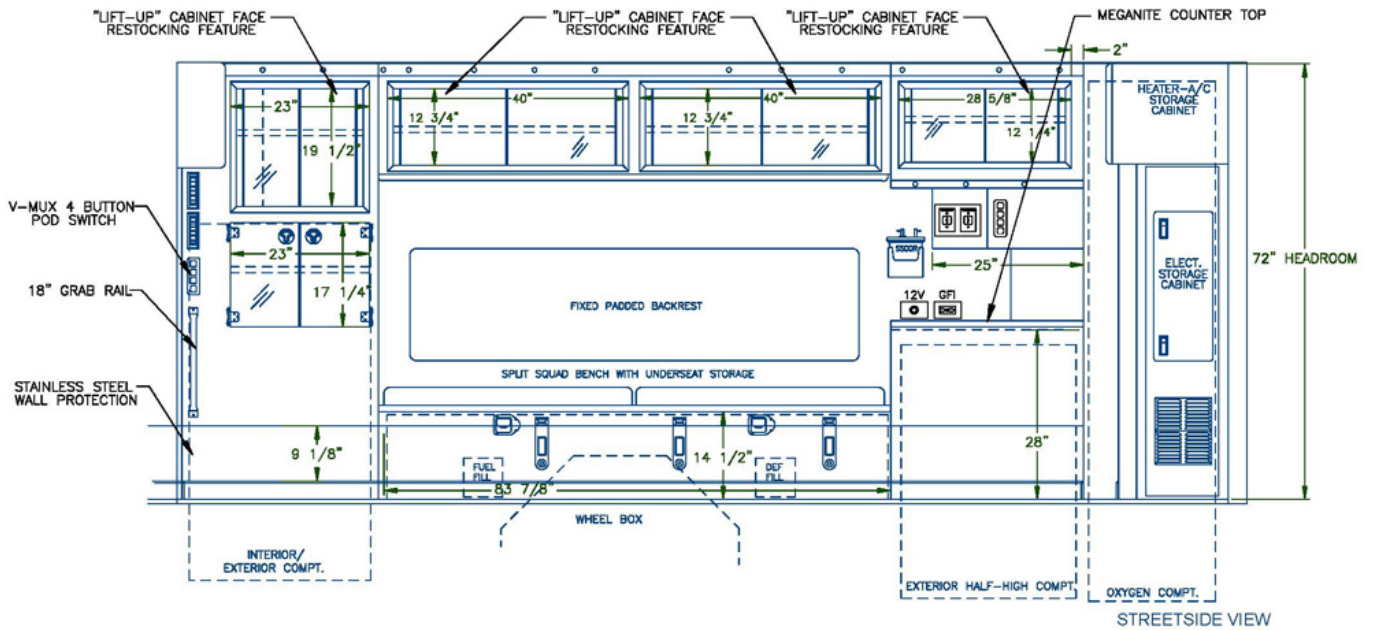 "LIFT-UP" CABINET FACE
RESTOCKING FEATURE
"LIFT-UP" CABINET FACE
RESTOCKING FEATURE
"LIFT-UP" CABINET FACE
RESTOCKING FEATURE
MEGANITE COUNTER TOP
2"
23"
19 1/2"
40"
12 3/4"
40"
12 3/4"
28 5/8"
12 1/4"
HEATER-A/C
STORAGE
CABINET
V-MUX 4 BUTTON
POD SWITCH
23"
17 1/4"
18" GRAB RAIL
STAINLESS STEEL
WALL PROTECTION
FIXED PADDED BACKREST
SSCOR
25"
12V
GFI
ELECT.
STORAGE
CABINET
72" HEADROOM
SPLIT SQUAD BENCH WITH UNDERSEAT STORAGE
9 1/8"
FUEL
FILL
83 7/8"
14 1/2"
DEF
FILL
28"
WHEEL BOX
INTERIOR/
EXTERIOR COMPT.
EXTERIOR HALF-HIGH COMPT.
OXYGEN COMPT.
STREETSIDE VIEW